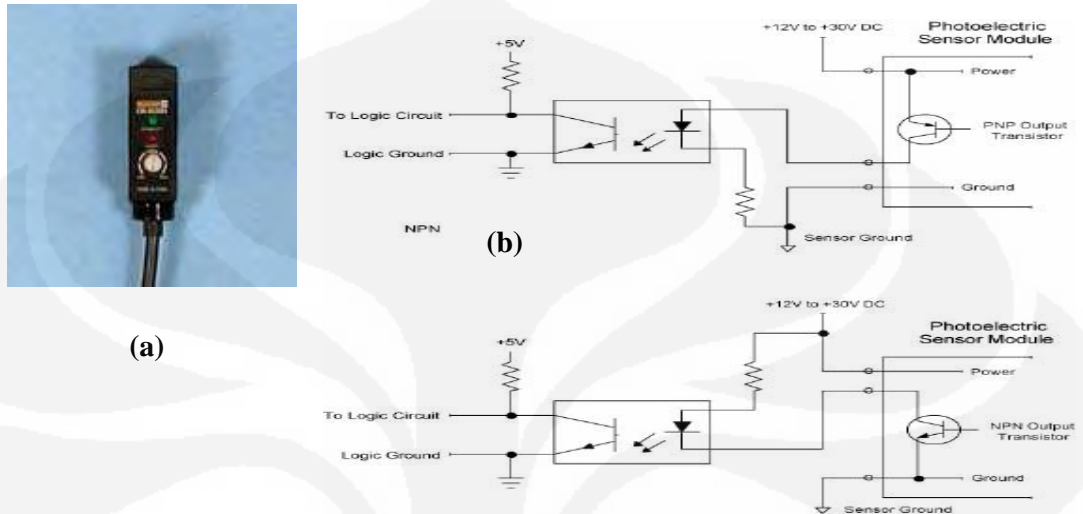 +12V to +30V DC
Photoelectric
Sensor Module
+5V
Power
To Logic Circuit
PNP Output
Transistor
Logic Ground
Ground
NPN
(b)
Sensor Ground
+12V to +30V DC
(a)
Photoelectric
Sensor Module
+5V
Power
To Logic Circuit
NPN Output
Transistor
Logic Ground
Ground
Sensor Ground